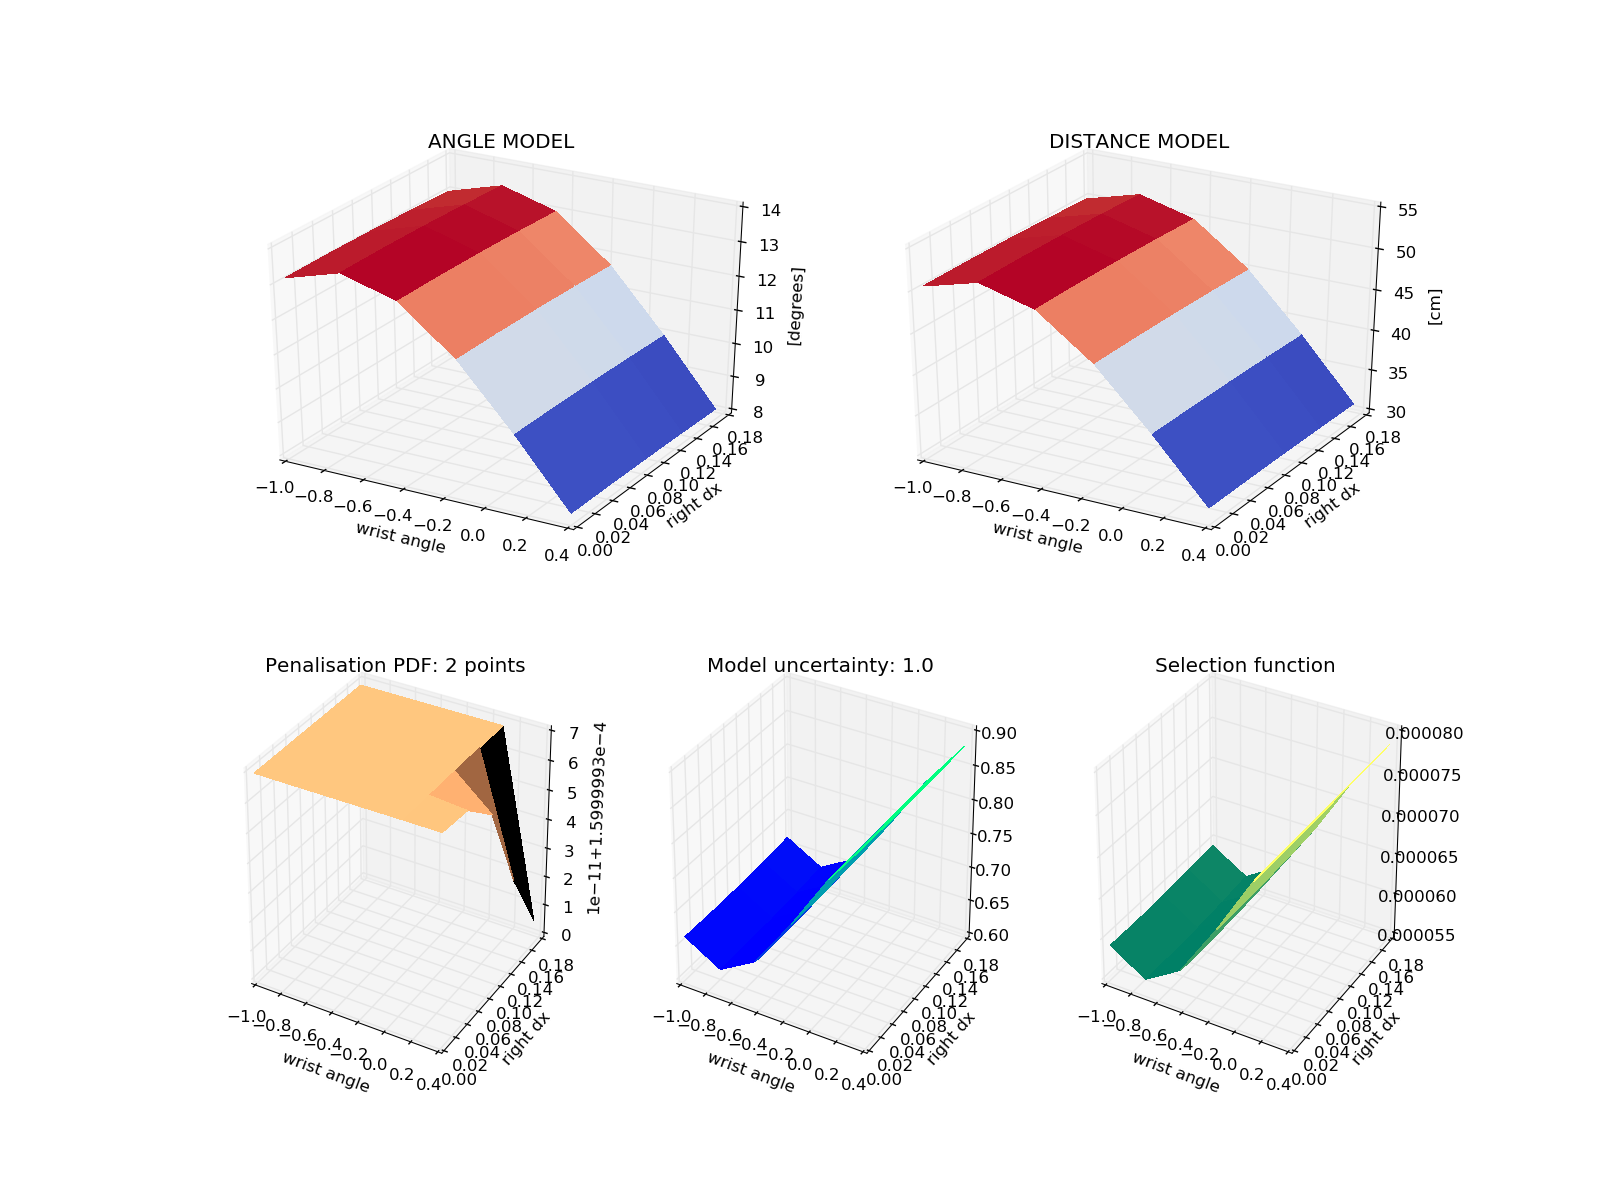 ANGLE MODEL
−1.0 −0.8 −0.6 −0.4 −0.2 0.0 0.2 0.4
wrist angle
0.00 0.02 0.04 0.06 0.08 0.10 0.12 0.14 0.16 0.18
right dx
8 9 10 11 12 13 14
[degrees]
DISTANCE MODEL
−1.0 −0.8 −0.6 −0.4 −0.2 0.0 0.2 0.4
wrist angle
0.00 0.02 0.04 0.06 0.08 0.10 0.12 0.14 0.16 0.18
right dx
30 35 40 45 50 55
[cm]
Penalisation PDF: 2 points
−1.0 −0.8 −0.6 −0.4 −0.2 0.0 0.2 0.4
wrist angle
0.00 0.02 0.04 0.06 0.08 0.10 0.12 0.14 0.16 0.18
right dx
0 1 2 3 4 5 6 7
1e−11+1.5999993e−4
Model uncertainty: 1.0
−1.0 −0.8 −0.6 −0.4 −0.2 0.0 0.2 0.4
wrist angle
0.00 0.02 0.04 0.06 0.08 0.10 0.12 0.14 0.16 0.18
right dx
0.60 0.65 0.70 0.75 0.80 0.85 0.90
Selection function
−1.0 −0.8 −0.6 −0.4 −0.2 0.0 0.2 0.4
wrist angle
0.00 0.02 0.04 0.06 0.08 0.10 0.12 0.14 0.16 0.18
right dx
0.000055 0.000060 0.000065 0.000070 0.000075 0.000080